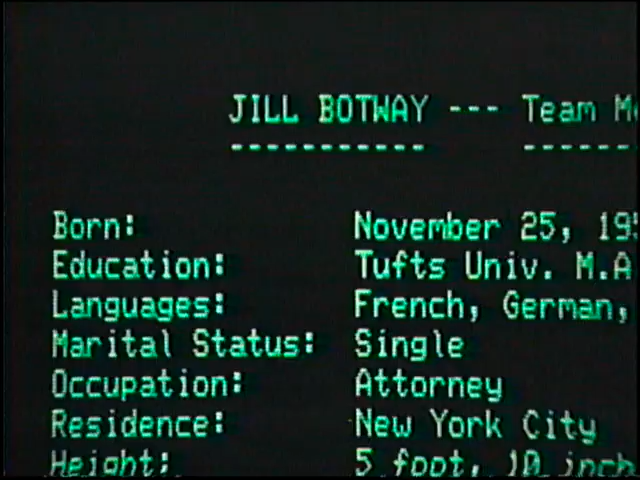 JILL BOTWAY --- Team
----------- ------
Born: November 25,
Education: Tufts Univ. M.A
Languages: French, German,
Marital Status: Single
Occupation: Attorney
Residence: New York City
Height: 5 foot, 10 inch